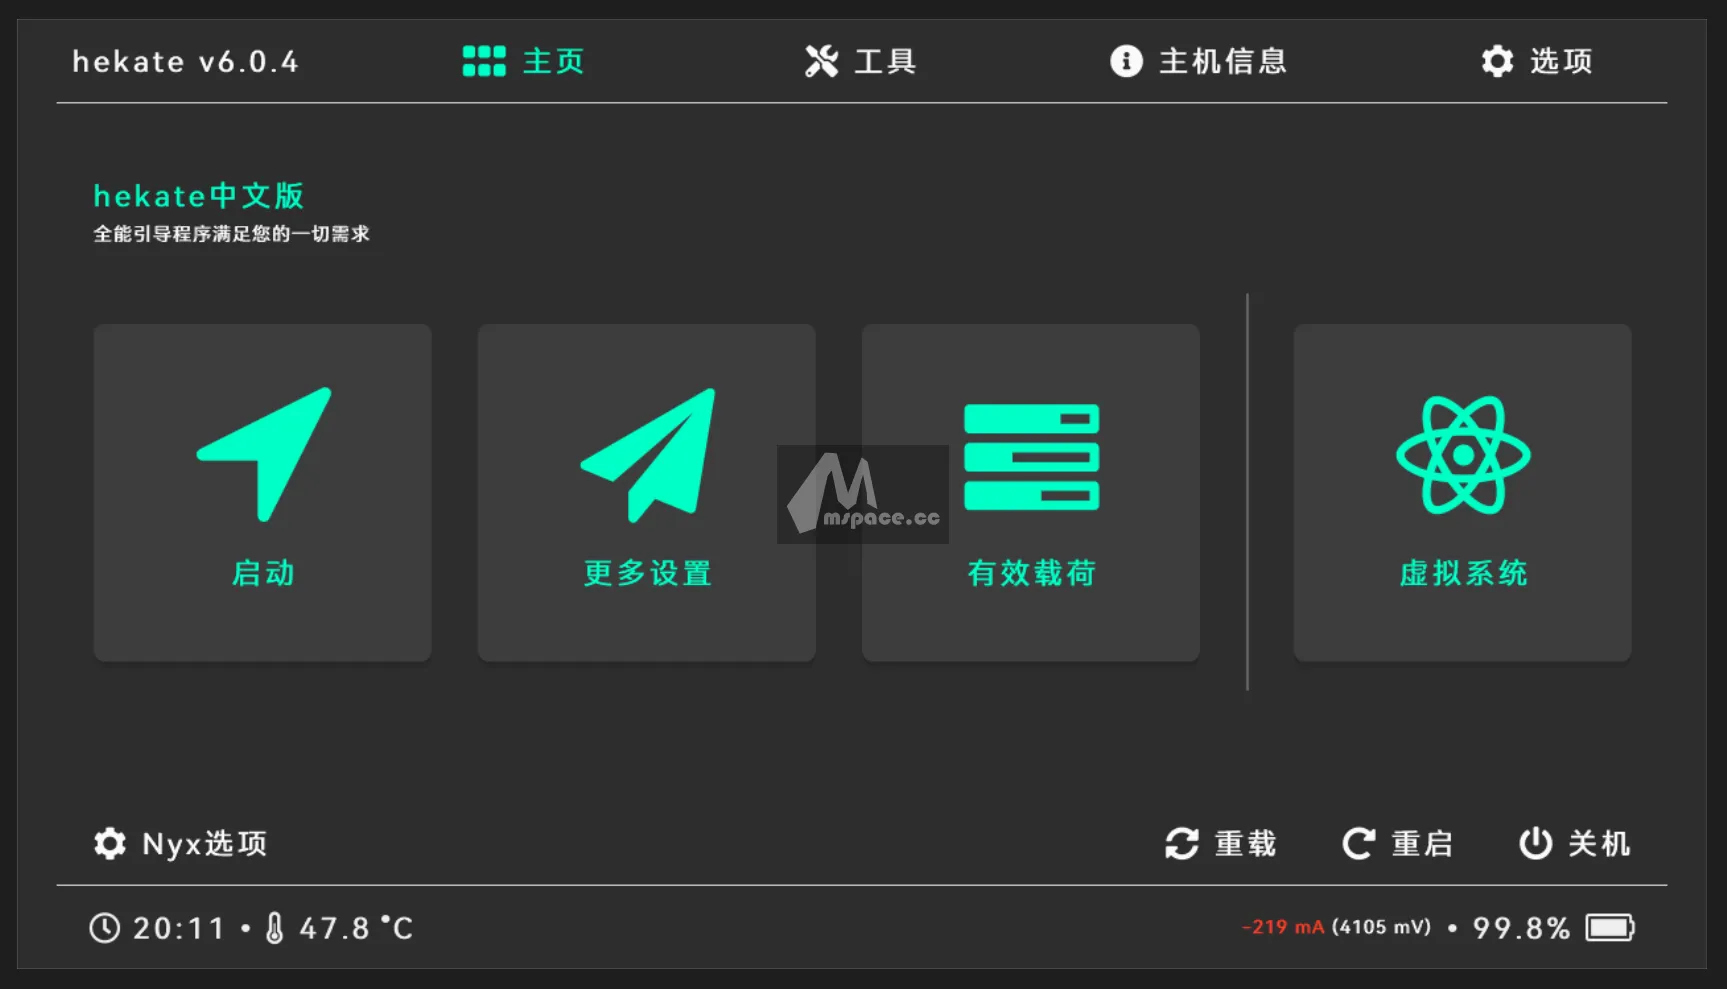 hekate v6.0.4 主页 工具 主机信息 选项
hekate中文版
全能引导程序满足您的一切需求
启动 更多设置 有效载荷 虚拟系统
mspace.cc
Nyx选项 重载 重启 关机
20:11 • 47.8 °C -219 mA (4105 mV) • 99.8%